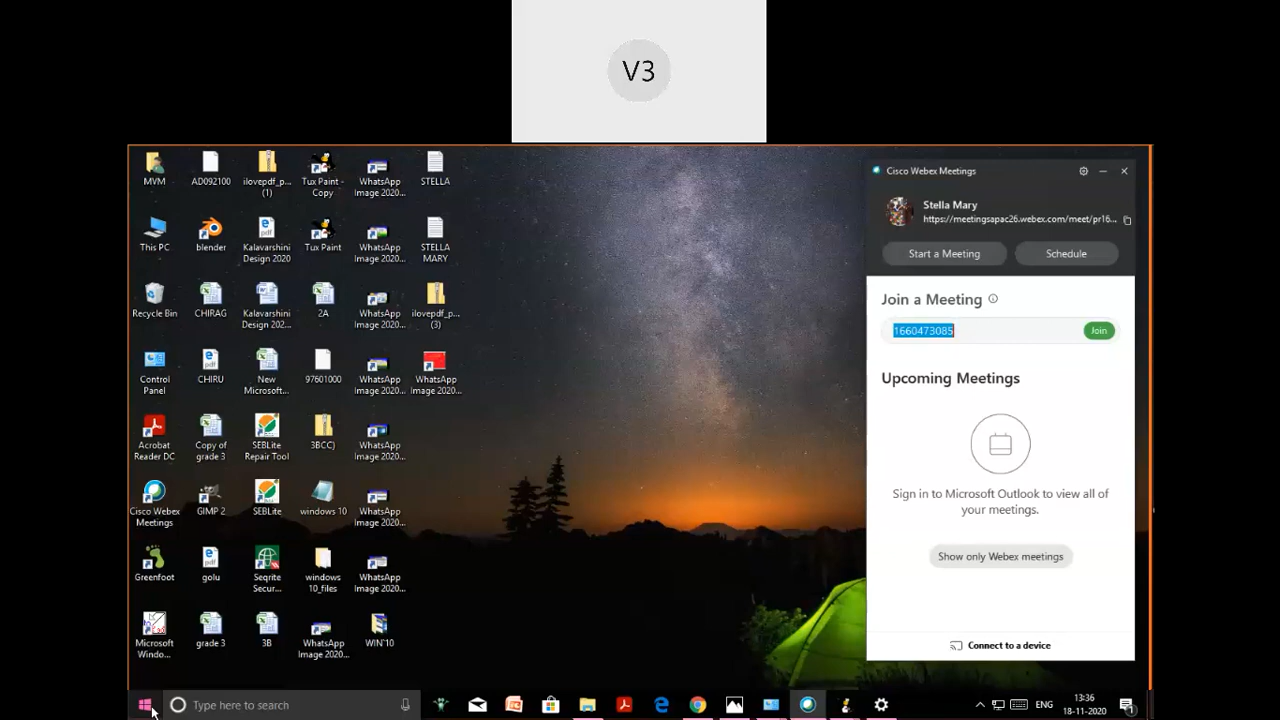 V3
MVM
AD092100
ilovepdf_p...
(1)
Tux Paint -
Copy
WhatsApp
Image 2020...
STELLA
This PC
blender
Kalavarshini
Design 2020
Tux Paint
WhatsApp
Image 2020...
STELLA
MARY
Recycle Bin
CHIRAG
Kalavarshini
Design 202...
2A
WhatsApp
Image 2020...
ilovepdf_p...
(3)
Control
Panel
CHIRU
New
Microsoft...
97601000
WhatsApp
Image 2020...
WhatsApp
Image 2020...
Acrobat
Reader DC
Copy of
grade 3
SEBLite
Repair Tool
3BCC)
WhatsApp
Image 2020...
Cisco Webex
Meetings
GIMP 2
SEBLite
windows 10
WhatsApp
Image 2020...
Greenfoot
golu
Seqrite
Secur...
windows
10_files
WhatsApp
Image 2020...
Microsoft
Windo...
grade 3
3B
WhatsApp
Image 2020...
WIN`10
Cisco Webex Meetings
Stella Mary
https://meetingsapac26.webex.com/meet/pr16...
Start a Meeting
Schedule
Join a Meeting
1660473085
Join
Upcoming Meetings
Sign in to Microsoft Outlook to view all of
your meetings.
Show only Webex meetings
Connect to a device
Type here to search
ENG
13:36
18-11-2020